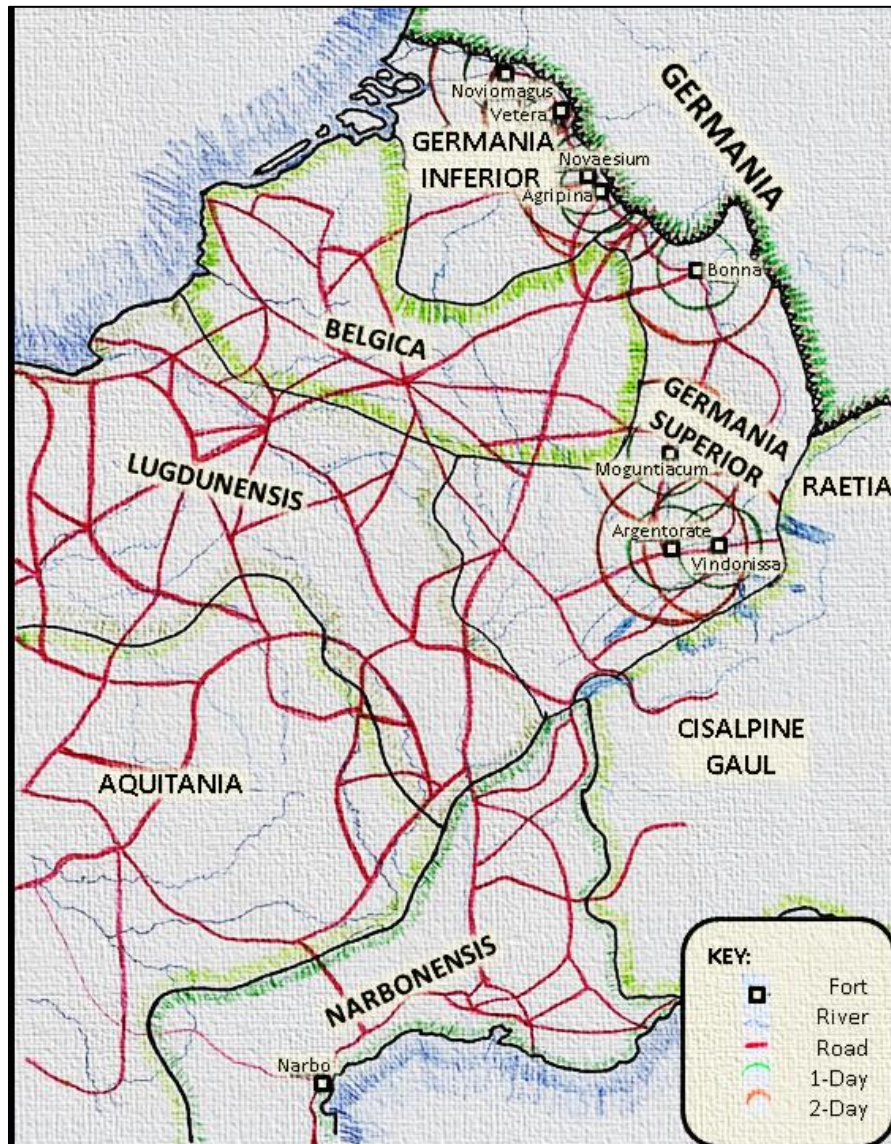 Noviomagus
Vetera
GERMANIA
GERMANIA
INFERIOR
Novaesium
Agripina
Bonna
BELGICA
GERMANIA
SUPERIOR
LUGDUNENSIS
Moguntiacum
RAETIA
Argentorate
Vindonissa
CISALPINE
GAUL
AQUITANIA
NARBONENSIS
Narbo
KEY:
Fort
River
Road
1-Day
2-Day